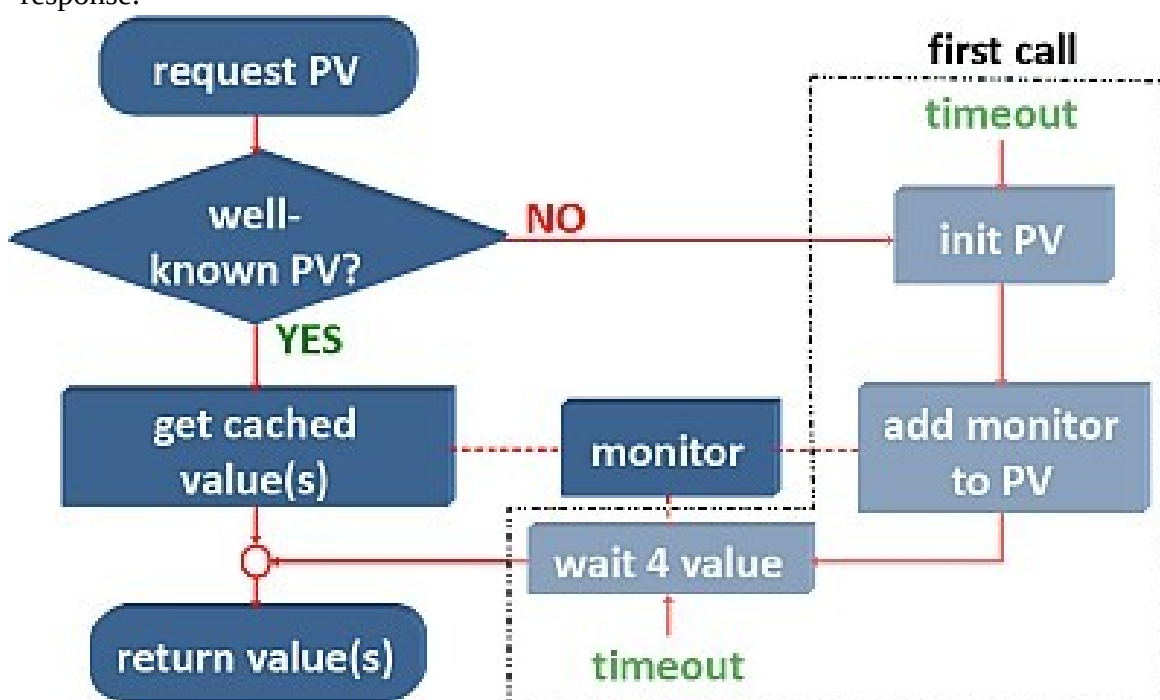 response.
request PV
first call
timeout
well-
known PV?
NO
init PV
YES
get cached
value(s)
monitor
add monitor
to PV
wait 4 value
return value(s)
timeout